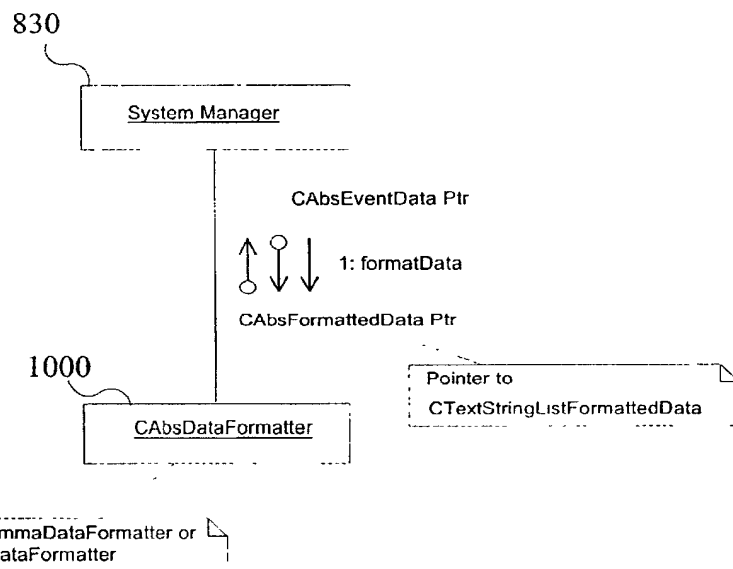 830
System Manager
CAbsEventData Ptr
1: formatData
CAbsFormattedData Ptr
1000
Pointer to
CTextStringListFormattedData
CAbsDataFormatter
mmaDataFormatter or
ataFormatter